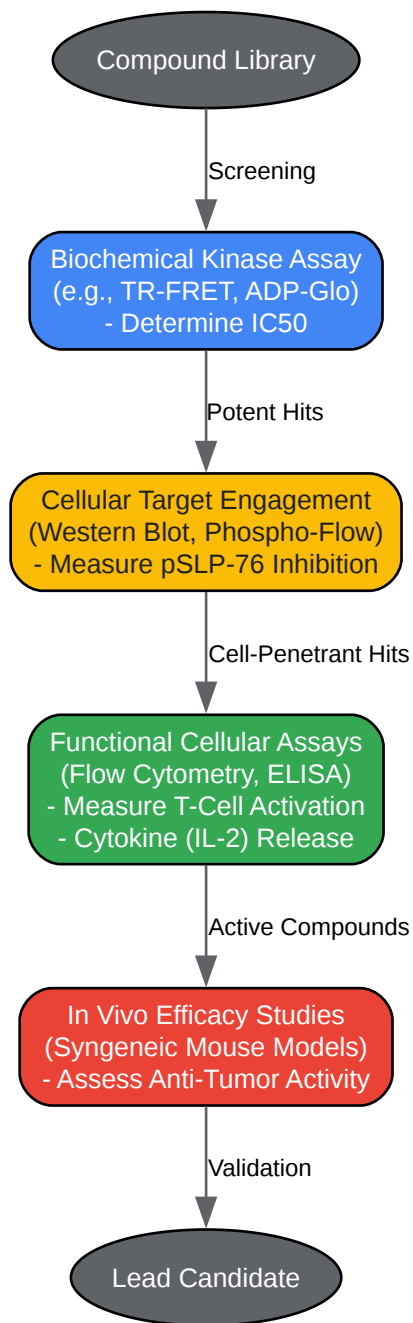 Compound Library
Screening
Biochemical Kinase Assay
(e.g., TR-FRET, ADP-Glo)
- Determine IC50
Potent Hits
Cellular Target Engagement
(Western Blot, Phospho-Flow)
- Measure pSLP-76 Inhibition
Cell-Penetrant Hits
Functional Cellular Assays
(Flow Cytometry, ELISA)
- Measure T-Cell Activation
- Cytokine (IL-2) Release
Active Compounds
In Vivo Efficacy Studies
(Syngeneic Mouse Models)
- Assess Anti-Tumor Activity
Validation
Lead Candidate